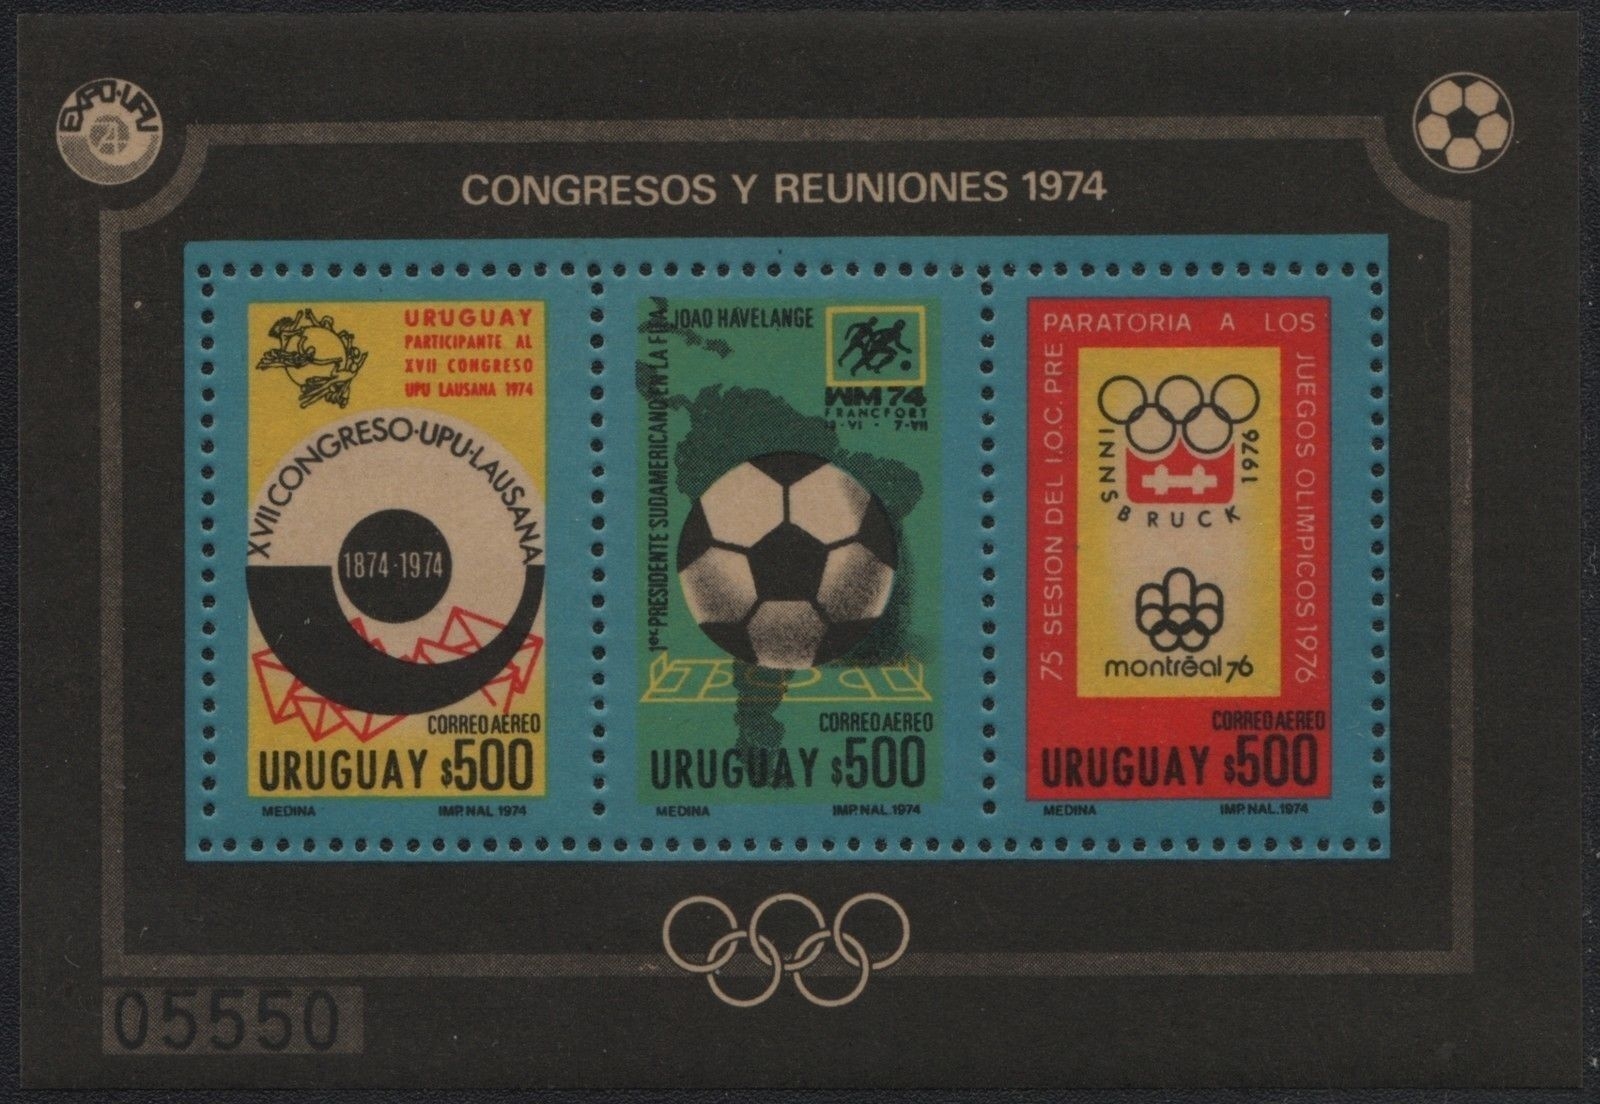 EXPO·UPU
74
CONGRESOS Y REUNIONES 1974
URUGUAY
PARTICIPANTE AL
XVII CONGRESO
UPU LAUSANA 1974
XVII CONGRESO·UPU·LAUSANA
1874·1974
CORREO AEREO
URUGUAY $500
MEDINA IMP. NAL. 1974
JOAO HAVELANGE
1er PRESIDENTE SUDAMERICANO EN LA FIFA
WM 74
FRANCFORT
13-VI - 7-VII
CORREO AEREO
URUGUAY $500
MEDINA IMP. NAL. 1974
75 SESION DEL I.O.C. PREPARATORIA A LOS JUEGOS OLIMPICOS 1976
INNSBRUCK 1976
montréal 76
CORREO AEREO
URUGUAY $500
MEDINA IMP. NAL. 1974
05550